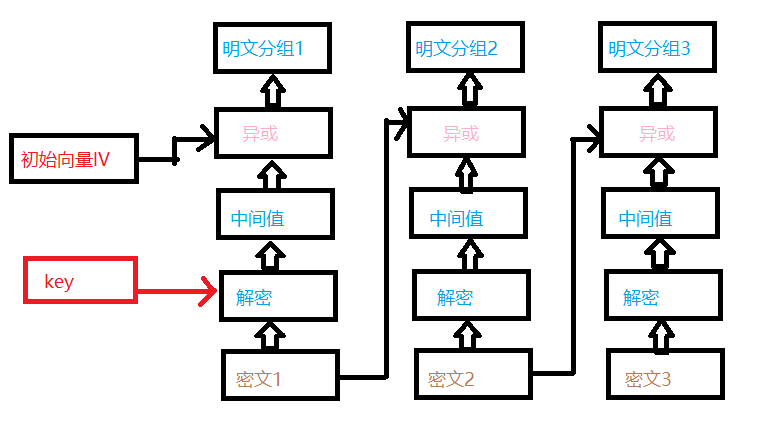 明文分组1
明文分组2
明文分组3
异或
异或
异或
初始向量IV
中间值
中间值
中间值
key
解密
解密
解密
密文1
密文2
密文3